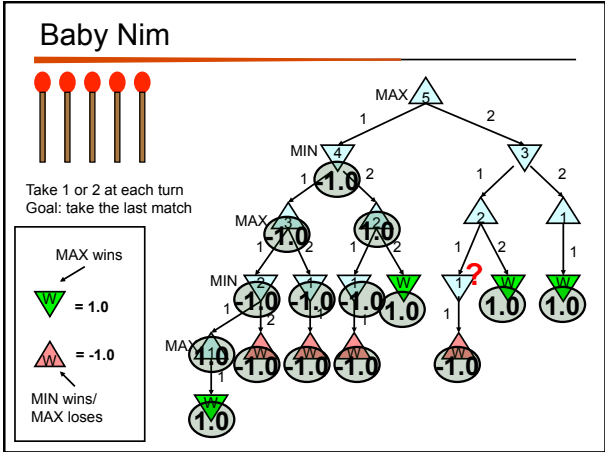 Baby Nim
MAX 5
1 2
MIN 4 3
-1.0
1 2 1 2
MAX 3 2 2 1
-1.0 1.0
1 2 1 2 1 2 1
MIN 2 1 1 W 1 ? W W
-1.0 -1.0 -1.0 1.0 1.0 1.0
1 2 1 1 1
MAX 1 W W W W
1.0 -1.0 -1.0 -1.0 -1.0
1
W
1.0
Take 1 or 2 at each turn
Goal: take the last match
MAX wins
W = 1.0
W = -1.0
MIN wins/
MAX loses